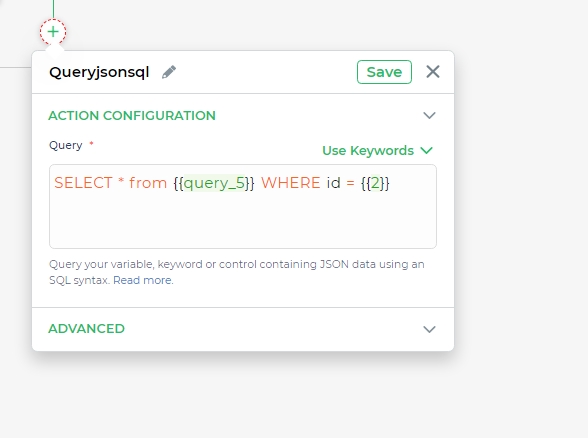 Queryjsonsql
Save
ACTION CONFIGURATION
Query *
Use Keywords
SELECT * from {{query_5}} WHERE id = {{2}}
Query your variable, keyword or control containing JSON data using an
SQL syntax. Read more.
ADVANCED